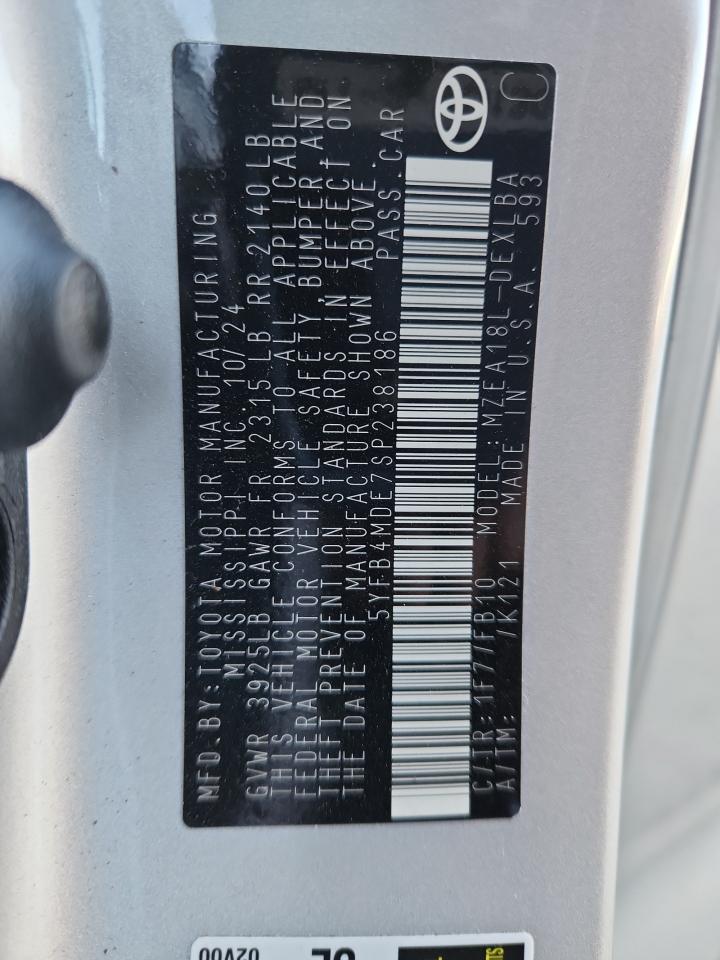 MFD. BY: TOYOTA MOTOR MANUFACTURING
MISSISSIPPI INC. 10/24
GVWR 3925LB GAWR FR 2315 LB RR 2140 LB
THIS VEHICLE CONFORMS TO ALL APPLICABLE
FEDERAL MOTOR VEHICLE SAFETY, BUMPER AND
THEFT PREVENTION STANDARDS IN EFFECT ON
THE DATE OF MANUFACTURE SHOWN ABOVE.
5YFB4MDE7SP238186 PASS. CAR
C/TR: 1F7/FB10 MODEL: MZEA18L-DEXLBA
A/TM: /K121 MADE IN U.S.A. 593
C
02V00